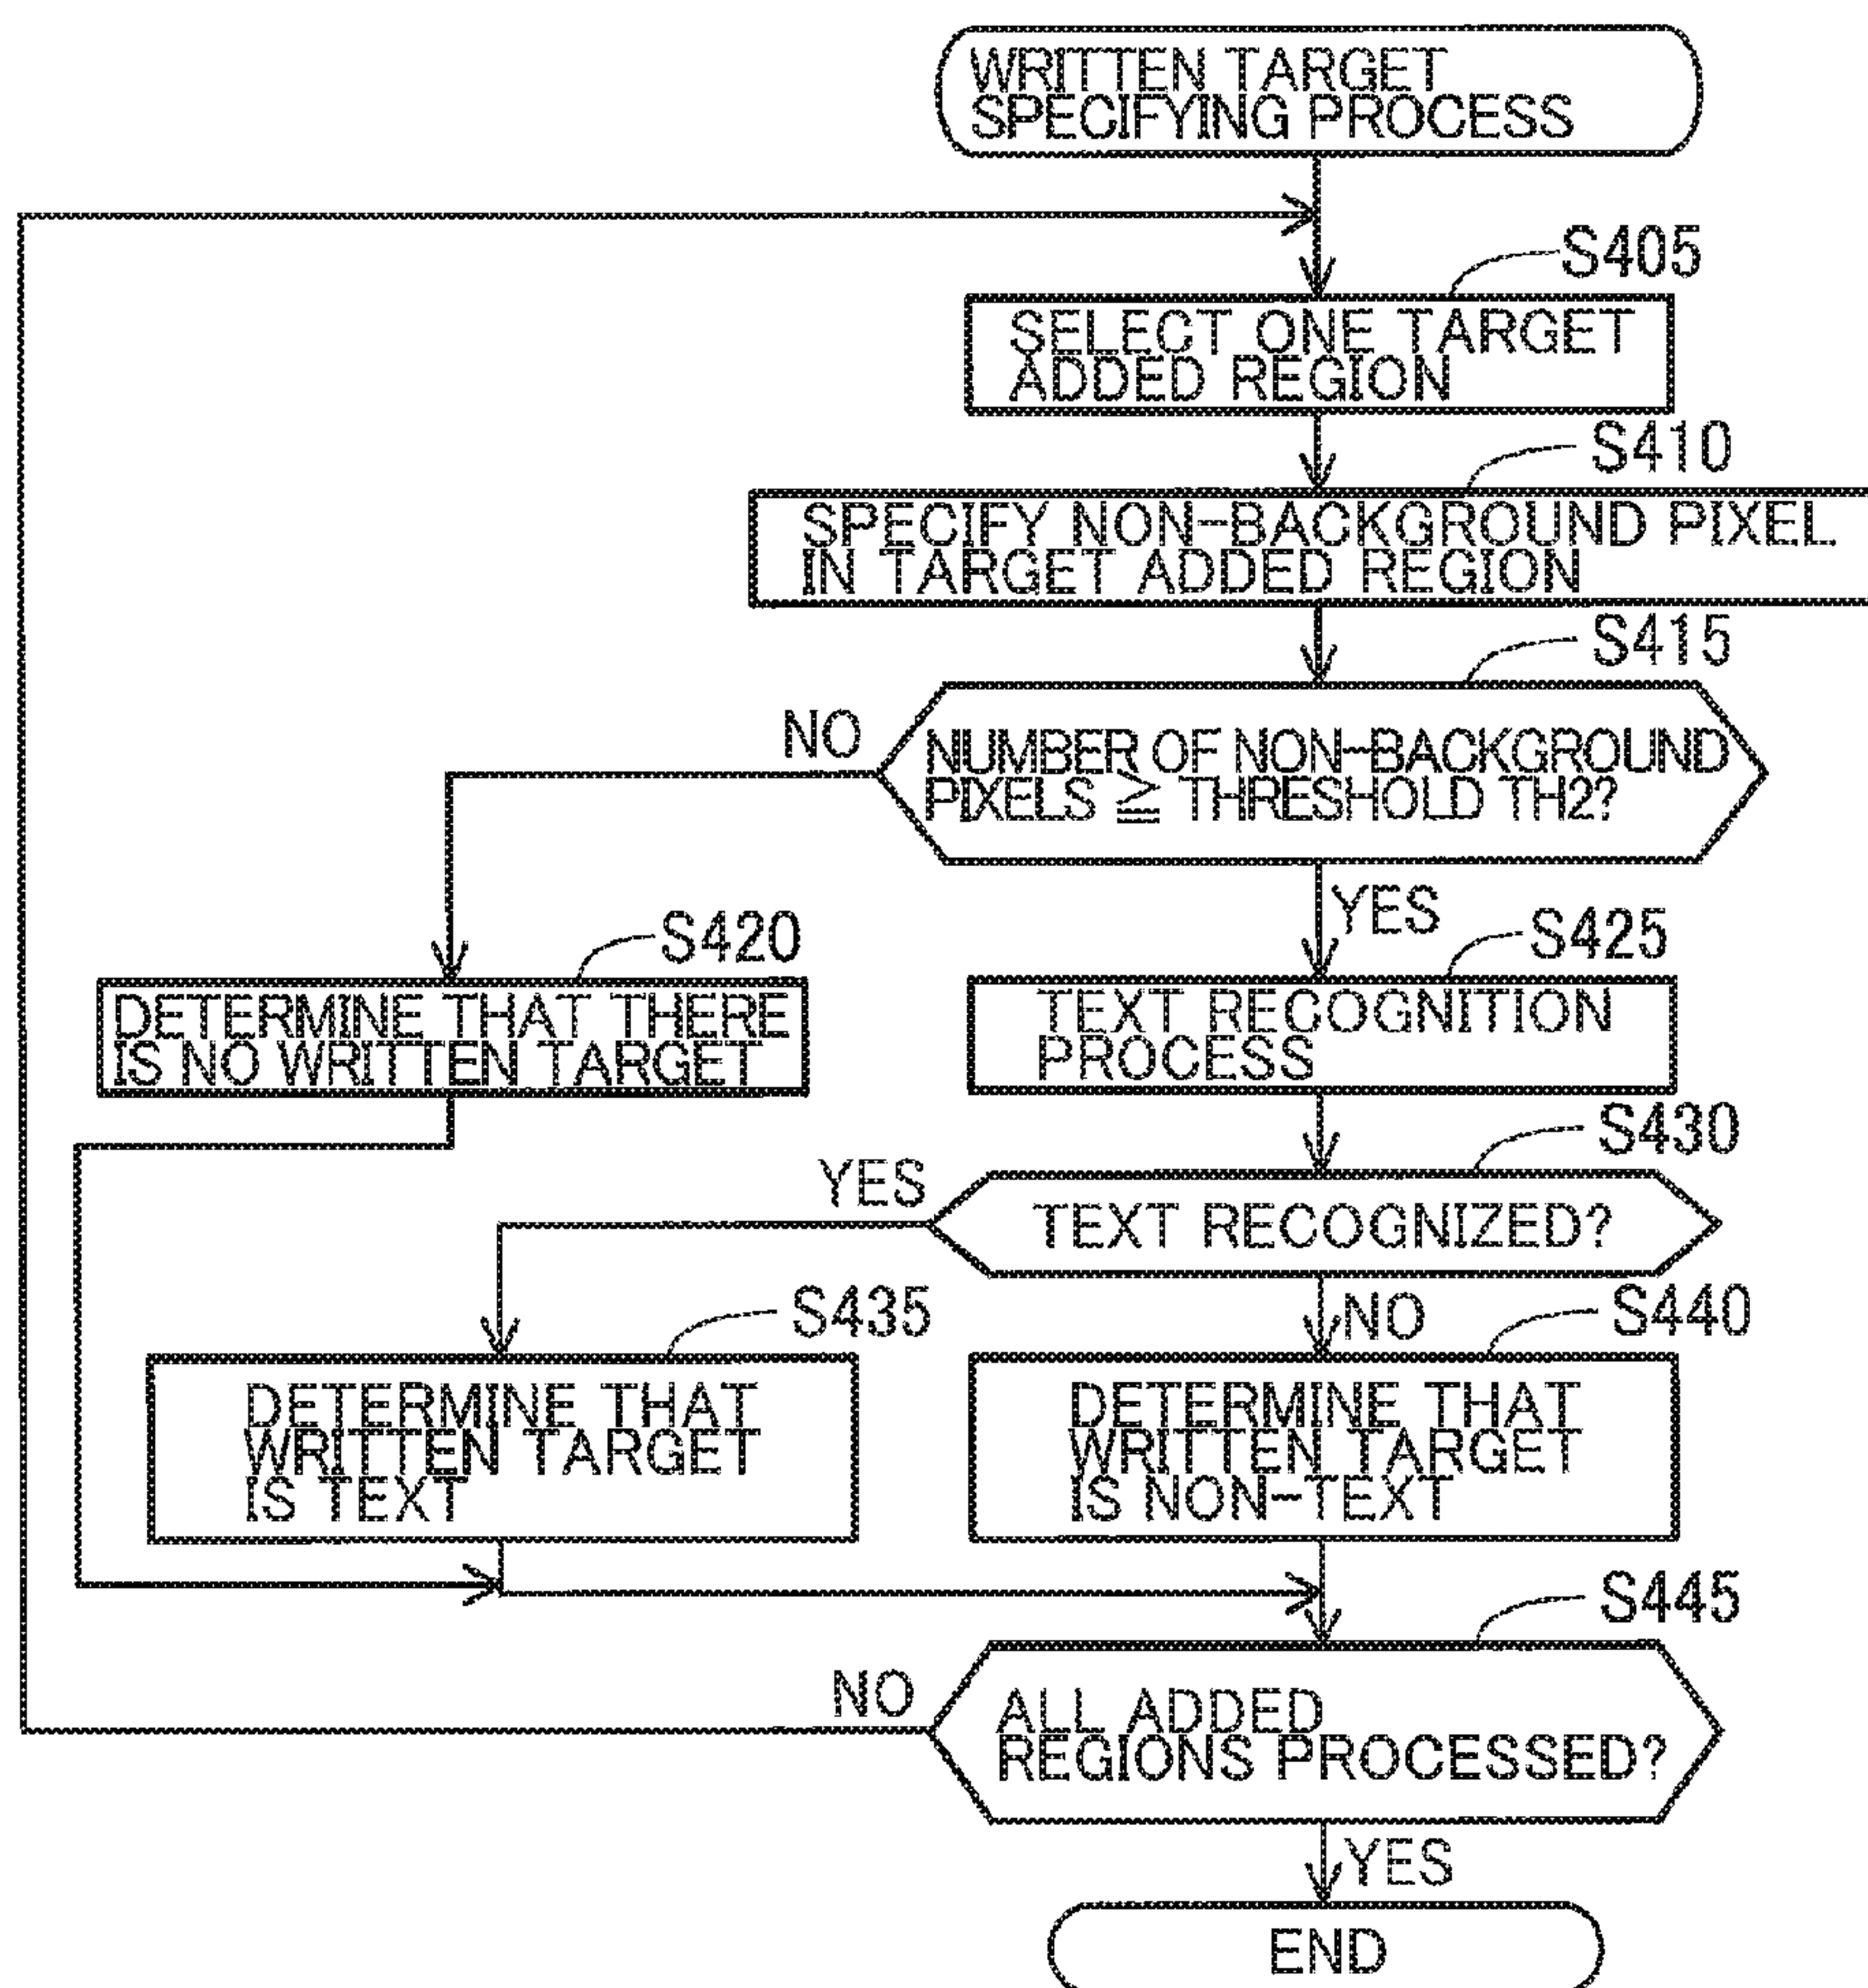 WRITTEN TARGET
SPECIFYING PROCESS
S405
SELECT ONE TARGET
ADDED REGION
S410
SPECIFY NON-BACKGROUND PIXEL
IN TARGET ADDED REGION
S415
NO
NUMBER OF NON-BACKGROUND
PIXELS ≧ THRESHOLD TH2?
YES
S420
DETERMINE THAT THERE
IS NO WRITTEN TARGET
S425
TEXT RECOGNITION
PROCESS
S430
YES
TEXT RECOGNIZED?
NO
S435
DETERMINE THAT
WRITTEN TARGET
IS TEXT
S440
DETERMINE THAT
WRITTEN TARGET
IS NON-TEXT
S445
NO
ALL ADDED
REGIONS PROCESSED?
YES
END